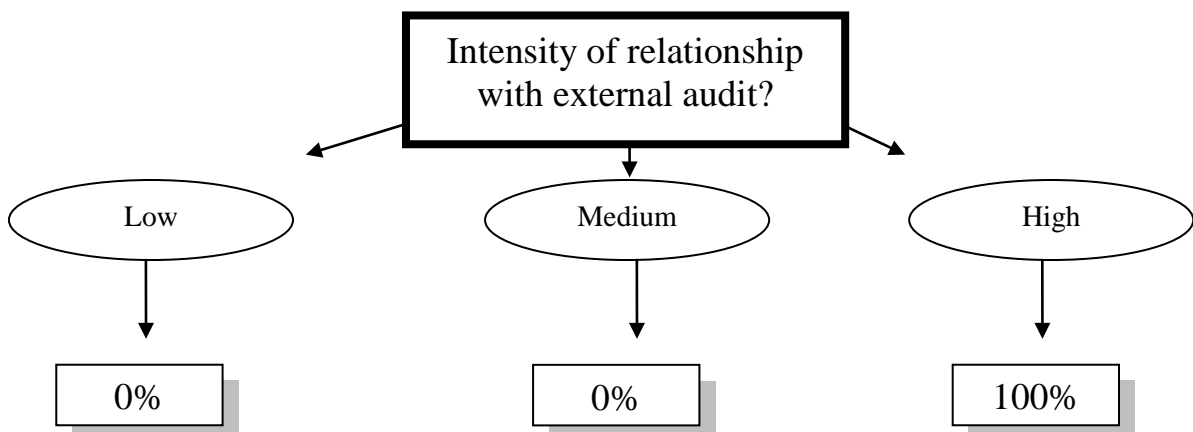 Intensity of relationship
with external audit?
Low
Medium
High
0%
0%
100%